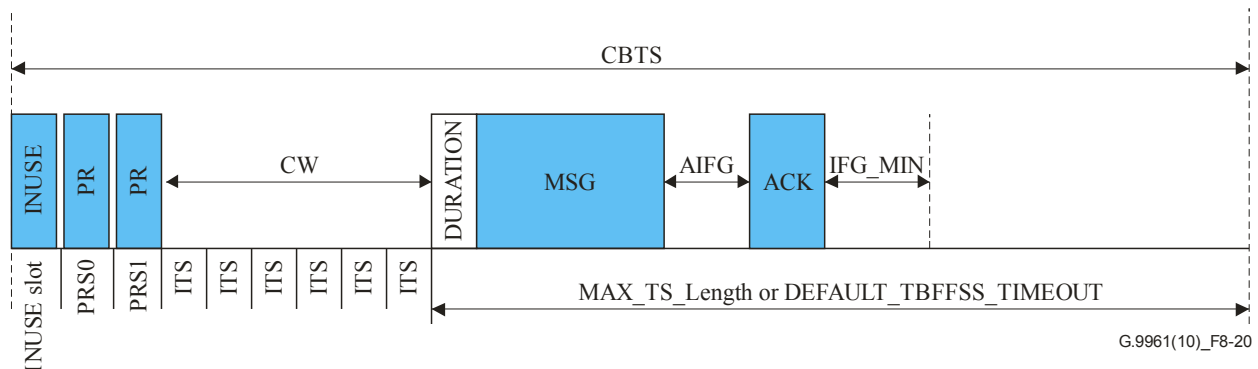 CBTS
INUSE
PR
PR
CW
DURATION
MSG
AIFG
ACK
IFG_MIN
INUSE slot
PRS0
PRS1
ITS
ITS
ITS
ITS
ITS
ITS
MAX_TS_Length or DEFAULT_TBFFSS_TIMEOUT
G.9961(10)_F8-20